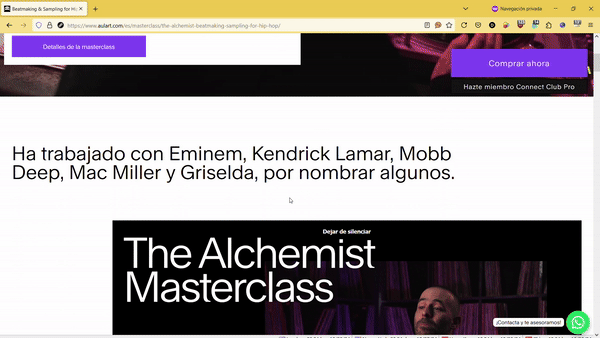 Beatmaking & Sampling for Hi
Navegación privada
https://www.aulart.com/es/masterclass/the-alchemist-beatmaking-sampling-for-hip-hop/
Detalles de la masterclass
Comprar ahora
Hazte miembro Connect Club Pro
Ha trabajado con Eminem, Kendrick Lamar, Mobb
Deep, Mac Miller y Griselda, por nombrar algunos.
Dejar de silenciar
The Alchemist
Masterclass
¡Contacta y te asesoramos!